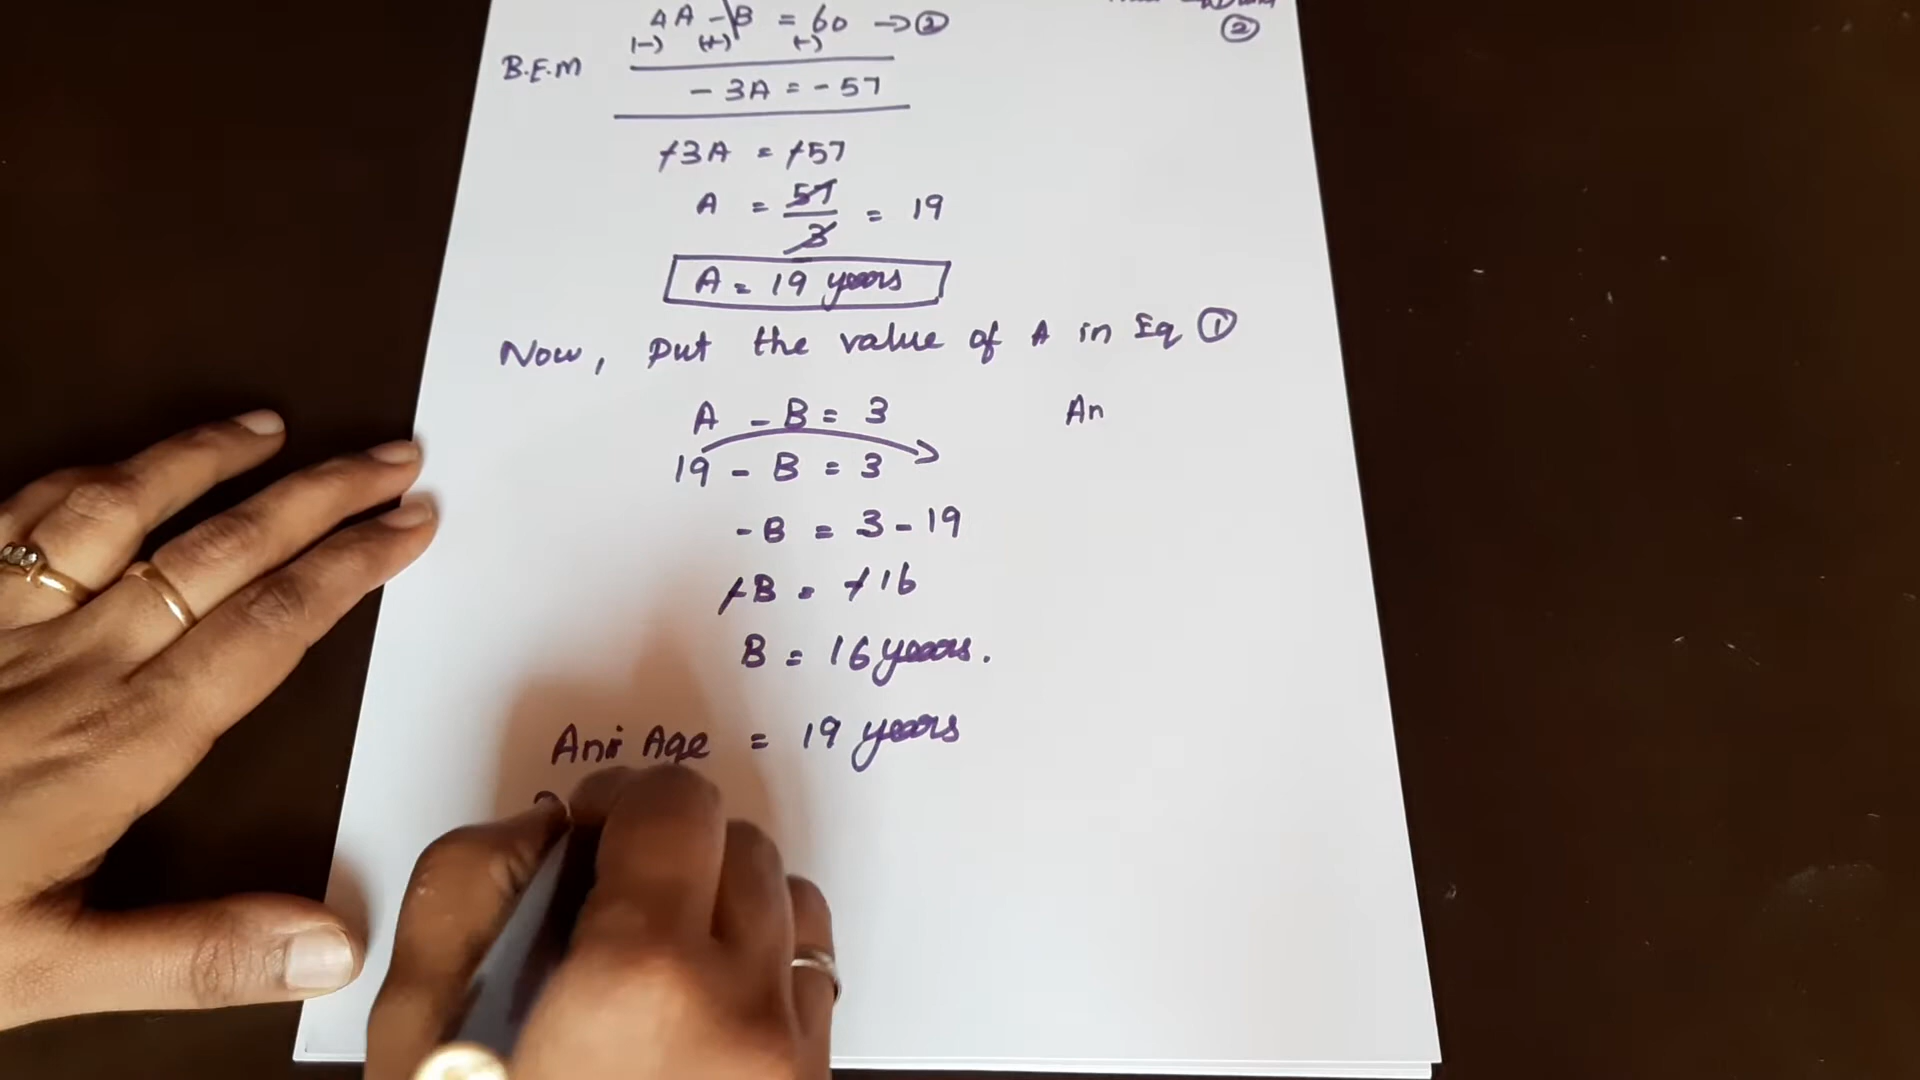 4A - B = 60 → ②
②
(-) (+) (-)
B.E.M
- 3A = - 57
-3A = -57
A = 57/3 = 19
A = 19 years
Now, put the value of A in Eq ①
A - B = 3 An
19 - B = 3
-B = 3 - 19
-B = -16
B = 16 years.
Ani Age = 19 years